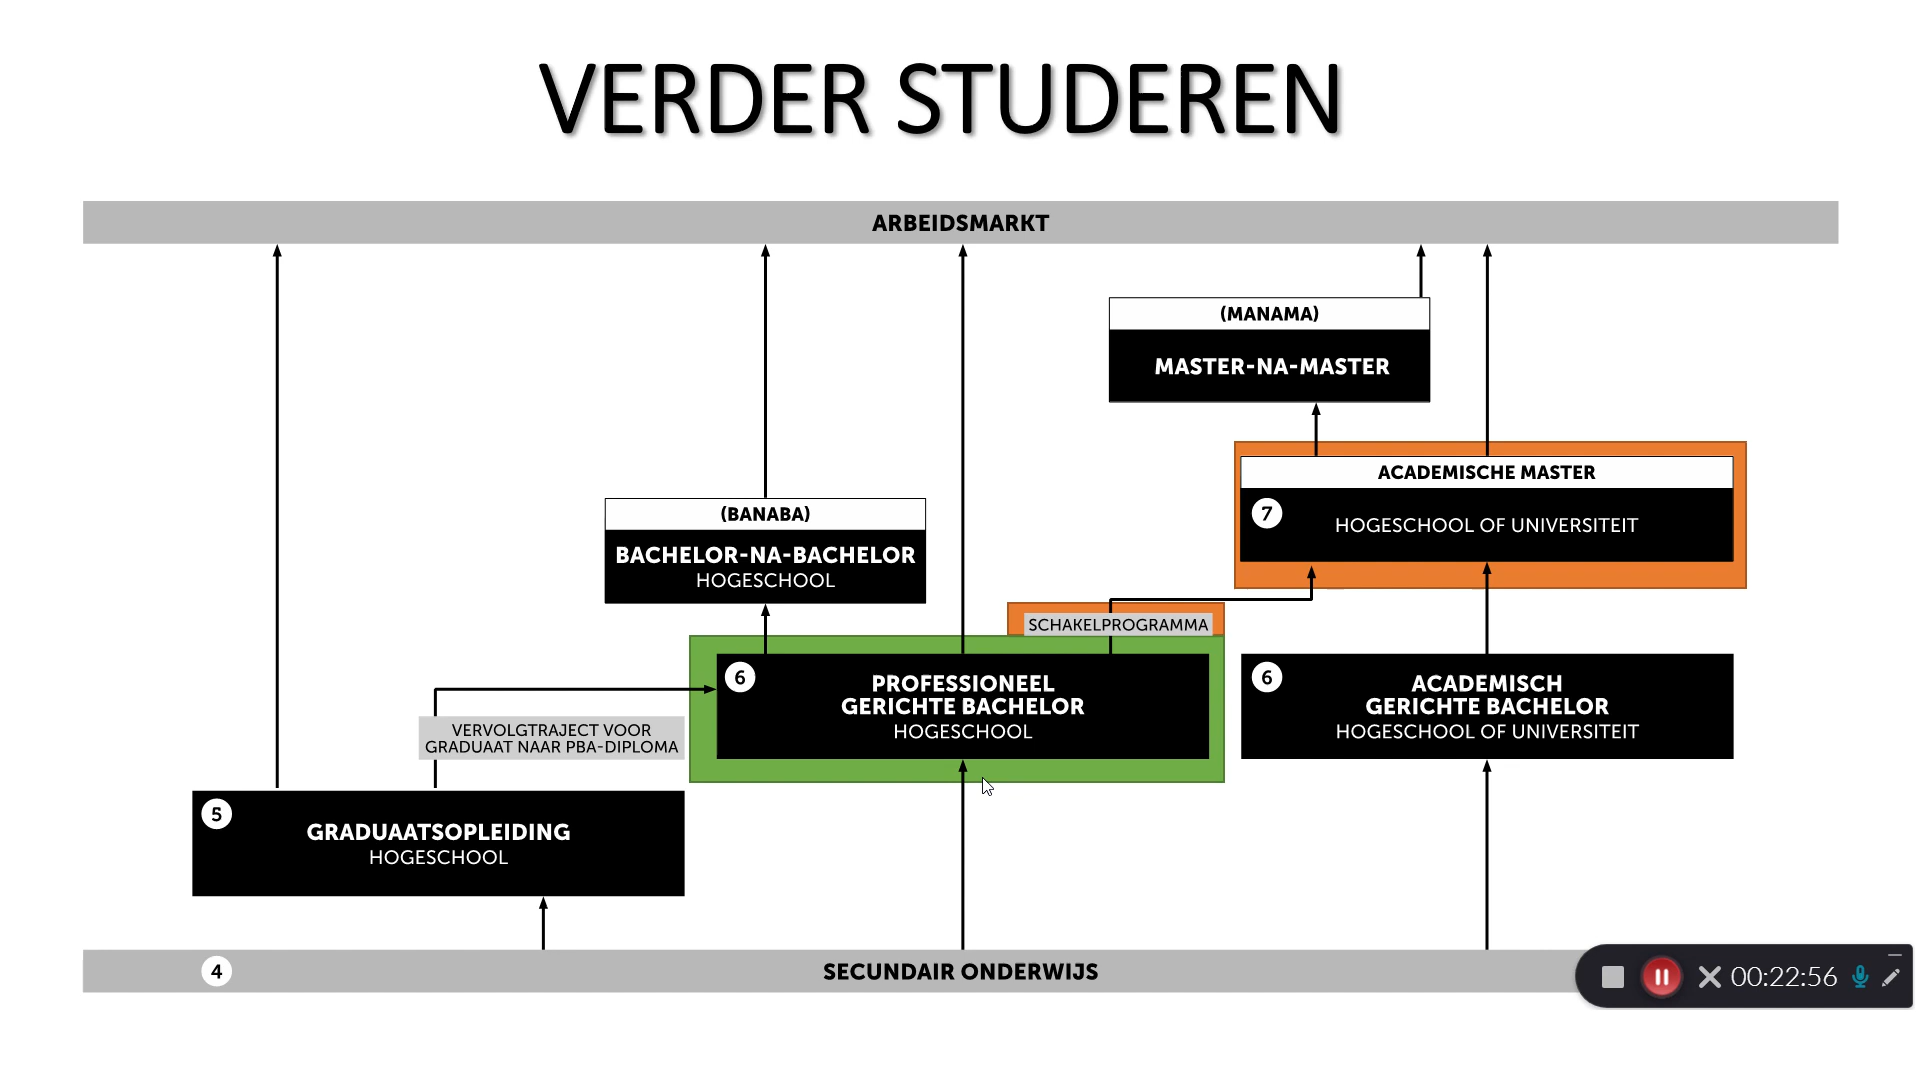 VERDER STUDEREN
ARBEIDSMARKT
(MANAMA)
MASTER-NA-MASTER
ACADEMISCHE MASTER
7
HOGESCHOOL OF UNIVERSITEIT
(BANABA)
BACHELOR-NA-BACHELOR
HOGESCHOOL
SCHAKELPROGRAMMA
6
PROFESSIONEEL
GERICHTE BACHELOR
HOGESCHOOL
6
ACADEMISCH
GERICHTE BACHELOR
HOGESCHOOL OF UNIVERSITEIT
VERVOLGTRAJECT VOOR
GRADUAAT NAAR PBA-DIPLOMA
5
GRADUAATSOPLEIDING
HOGESCHOOL
4
SECUNDAIR ONDERWIJS
00:22:56